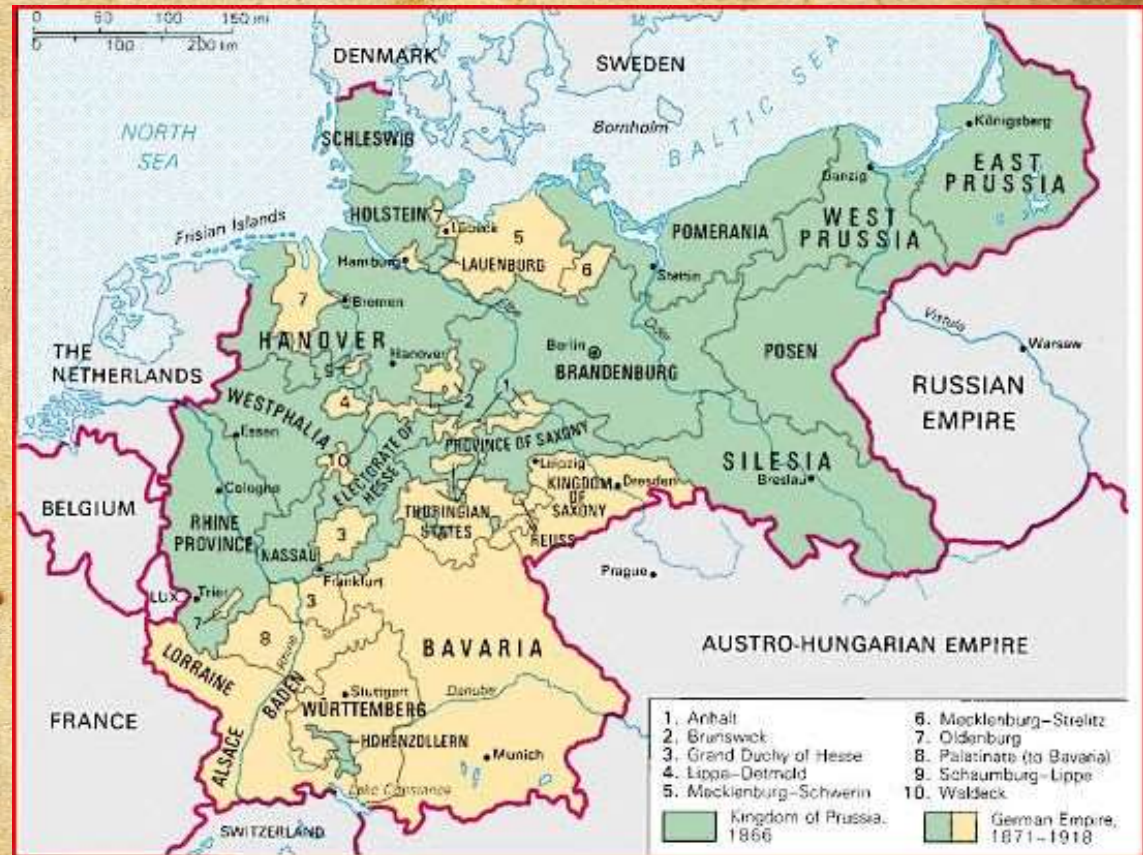 0 50 100 150 mi
0 100 200 km
DENMARK
SWEDEN
NORTH
SEA
Bornholm
BALTIC SEA
SCHLESWIG
Königsberg
EAST
PRUSSIA
Danzig
HOLSTEIN
7
Lübeck
Frisian Islands
5
WEST
PRUSSIA
POMERANIA
Hamburg
LAUENBURG
6
Stettin
7
Bremen
Elbe
Oder
Vistula
HANOVER
Hanover
Berlin
BRANDENBURG
POSEN
Warsaw
THE
NETHERLANDS
9
1
2
4
RUSSIAN
EMPIRE
WESTPHALIA
Essen
PROVINCE OF SAXONY
10
ELECTORATE OF
HESSE
Leipzig
SILESIA
Breslau
Cologne
KINGDOM
OF
SAXONY
Dresden
BELGIUM
THURINGIAN
STATES
REUSS
RHINE
PROVINCE
NASSAU
3
Frankfurt
Prague
LUX
Trier
7
3
8
LORRAINE
Rhine
BAVARIA
AUSTRO-HUNGARIAN EMPIRE
BADEN
Stuttgart
Danube
WÜRTTEMBERG
FRANCE
HOHENZOLLERN
ALSACE
Munich
Lake Constance
SWITZERLAND
1. Anhalt
2. Brunswick
3. Grand Duchy of Hesse
4. Lippe-Detmold
5. Mecklenburg-Schwerin
6. Mecklenburg-Strelitz
7. Oldenburg
8. Palatinate (to Bavaria)
9. Schaumburg-Lippe
10. Waldeck
Kingdom of Prussia,
1866
German Empire,
1871-1918